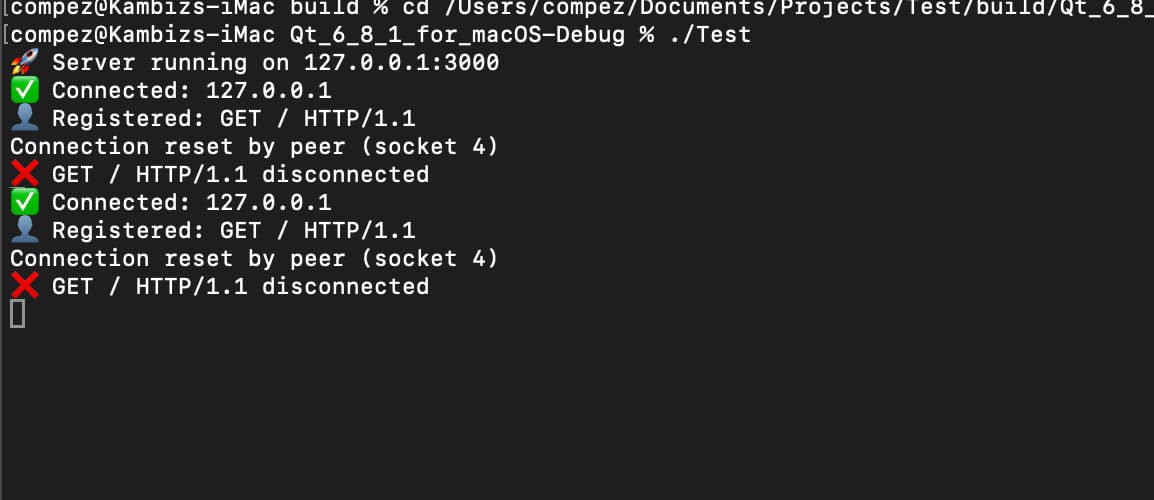 [compez@Kambizs-iMac build % cd /Users/compez/Documents/Projects/Test/build/Qt_6_8_
[compez@Kambizs-iMac Qt_6_8_1_for_macOS-Debug % ./Test
🚀 Server running on 127.0.0.1:3000
✅ Connected: 127.0.0.1
👤 Registered: GET / HTTP/1.1
Connection reset by peer (socket 4)
❌ GET / HTTP/1.1 disconnected
✅ Connected: 127.0.0.1
👤 Registered: GET / HTTP/1.1
Connection reset by peer (socket 4)
❌ GET / HTTP/1.1 disconnected